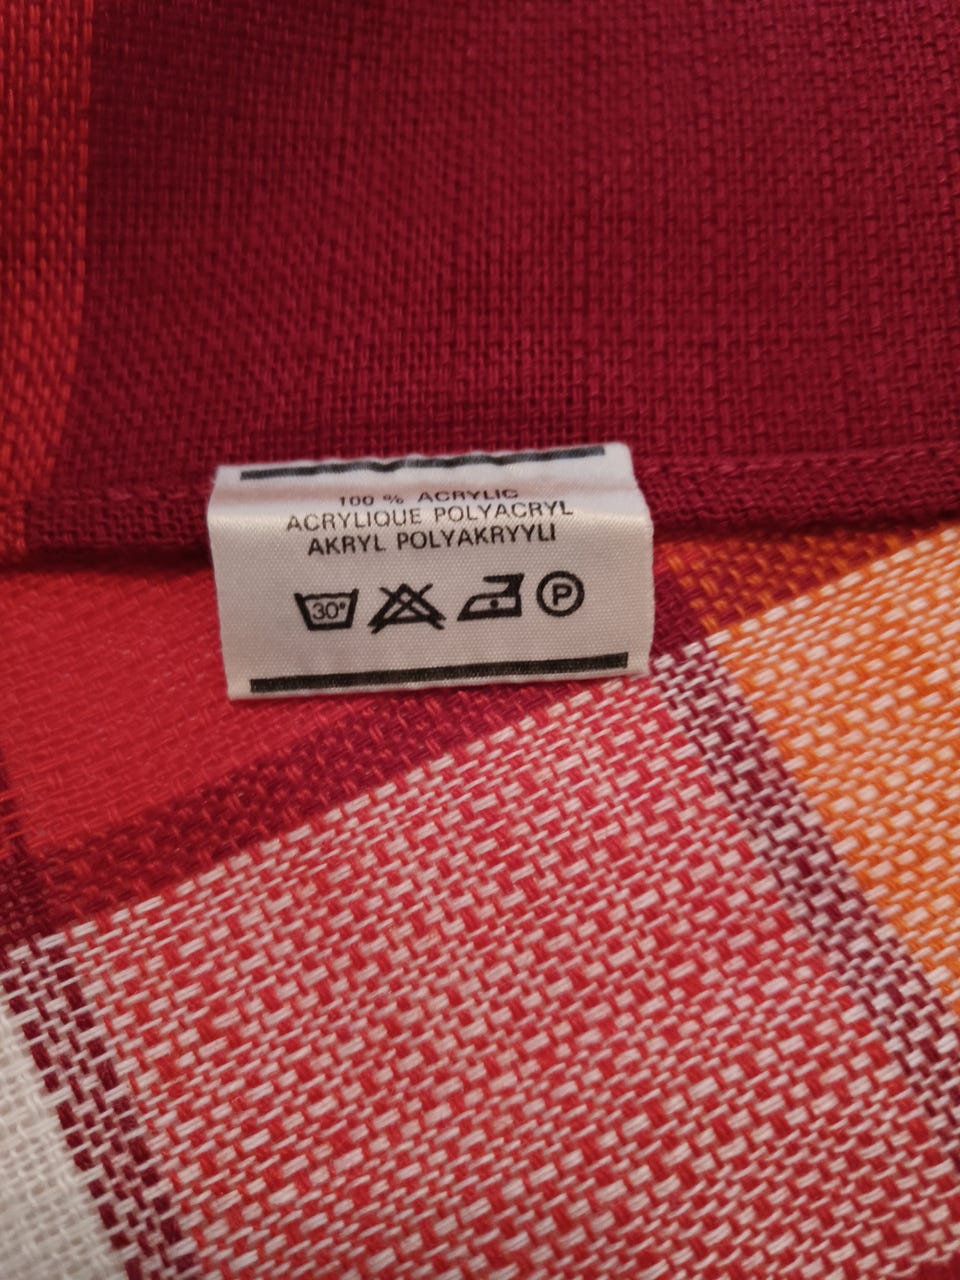 100 % ACRYLIC
ACRYLIQUE POLYACRYL
AKRYL POLYAKRYYLI
30° P